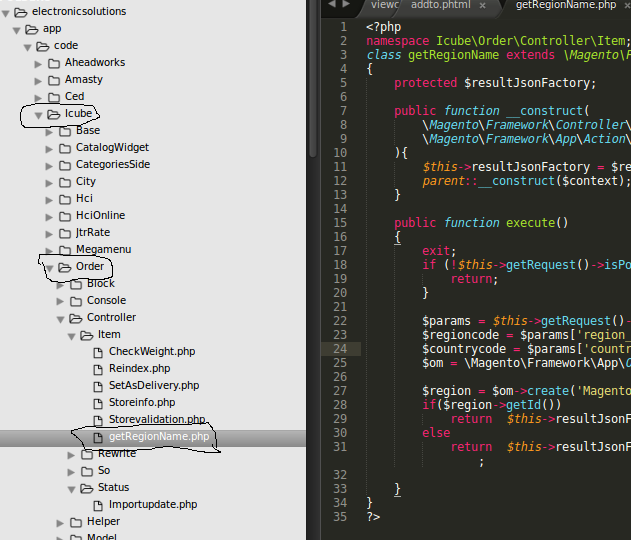 electronicsolutions
app
code
Aheadworks
Amasty
Ced
Icube
Base
CatalogWidget
CategoriesSide
City
Hci
HciOnline
JtrRate
Megamenu
Order
Block
Console
Controller
Item
CheckWeight.php
Reindex.php
SetAsDelivery.php
Storeinfo.php
Storevalidation.php
getRegionName.php
Rewrite
So
Status
Importupdate.php
Helper
Model
viewc addto.phtml × getRegionName.php ×
1 <?php
2 namespace Icube\Order\Controller\Item;
3 class getRegionName extends \Magento\F
4 {
5 protected $resultJsonFactory;
6
7 public function __construct(
8 \Magento\Framework\Controller\
9 \Magento\Framework\App\Action\
10 ){
11 $this->resultJsonFactory = $re
12 parent::__construct($context);
13 }
14
15 public function execute()
16 {
17 exit;
18 if (!$this->getRequest()->isPo
19 return;
20 }
21
22 $params = $this->getRequest()-
23 $regioncode = $params['region_
24 $countrycode = $params['countr
25 $om = \Magento\Framework\App\O
26
27 $region = $om->create('Magento
28 if($region->getId())
29 return $this->resultJsonF
30 else
31 return $this->resultJsonF
;
32
33 }
34 }
35 ?>